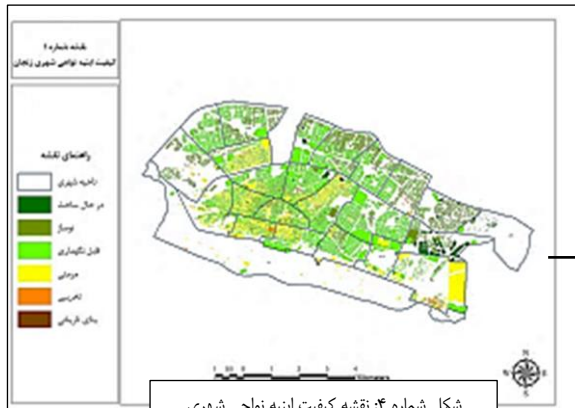 نقشه شماره ۱
کیفیت ابنیه نواحی شهری زنجان
راهنمای نقشه
ناحیه شهری
در حال ساخت
نوساز
قابل نگهداری
مرمتی
تخریبی
بنای تاریخی
N
W
E
S
شکل شماره ۴: نقشه کیفیت ابنیه نواحی شهری